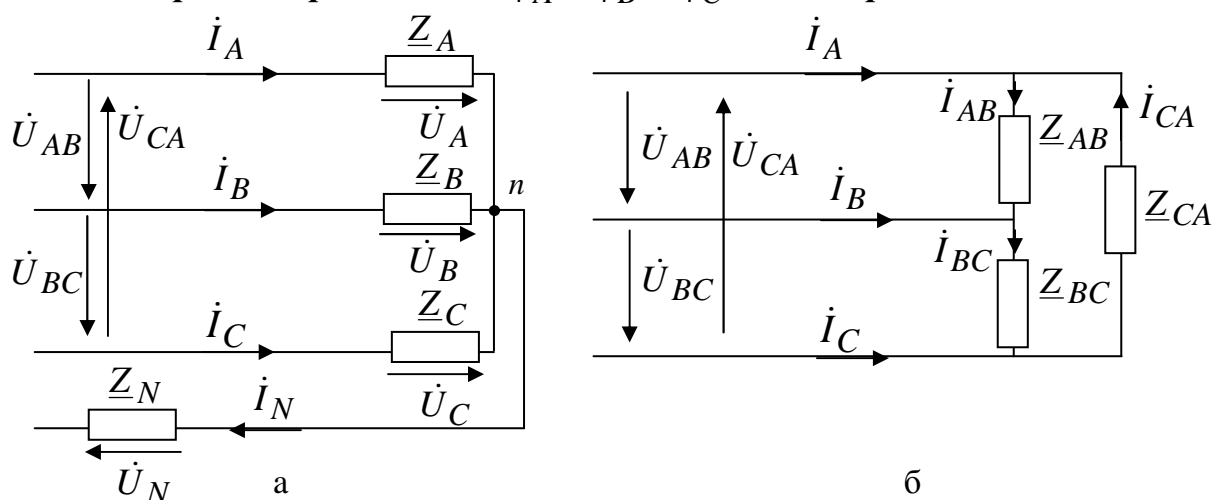 İ_A Z_A
U̇_AB U̇_CA U̇_A
İ_B Z_B n
U̇_BC U̇_B
İ_C Z_C
Z_N İ_N U̇_C
U̇_N
а
İ_A
İ_AB Z_AB İ_CA
U̇_AB U̇_CA
İ_B Z_CA
İ_BC
U̇_BC Z_BC
İ_C
б